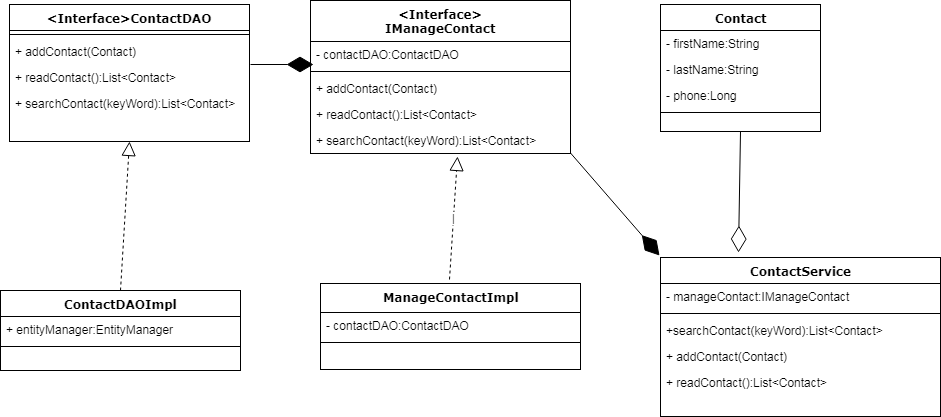 <Interface>ContactDAO
+ addContact(Contact)
+ readContact():List<Contact>
+ searchContact(keyWord):List<Contact>
<Interface>
IManageContact
- contactDAO:ContactDAO
+ addContact(Contact)
+ readContact():List<Contact>
+ searchContact(keyWord):List<Contact>
Contact
- firstName:String
- lastName:String
- phone:Long
ContactDAOImpl
+ entityManager:EntityManager
ManageContactImpl
- contactDAO:ContactDAO
ContactService
- manageContact:IManageContact
+searchContact(keyWord):List<Contact>
+ addContact(Contact)
+ readContact():List<Contact>